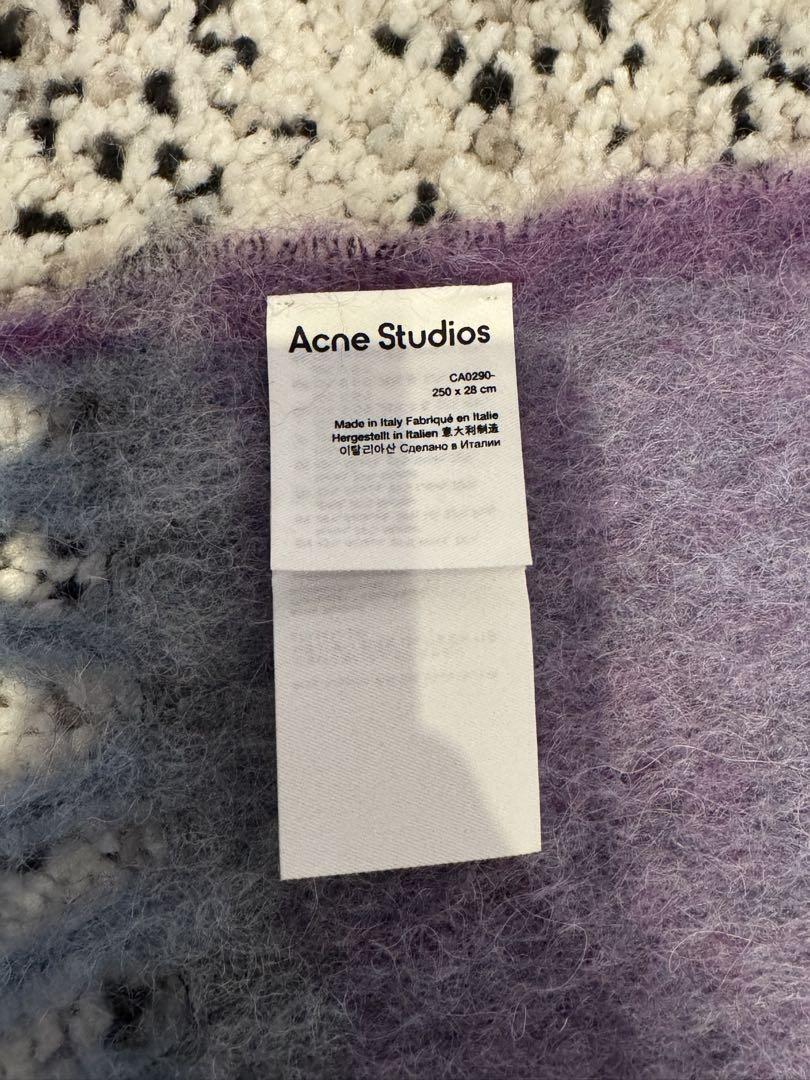 Acne Studios
CA0290-
250 x 28 cm
Made in Italy Fabriqué en Italie
Hergestellt in Italien 意大利制造
이탈리아산 Сделано в Италии